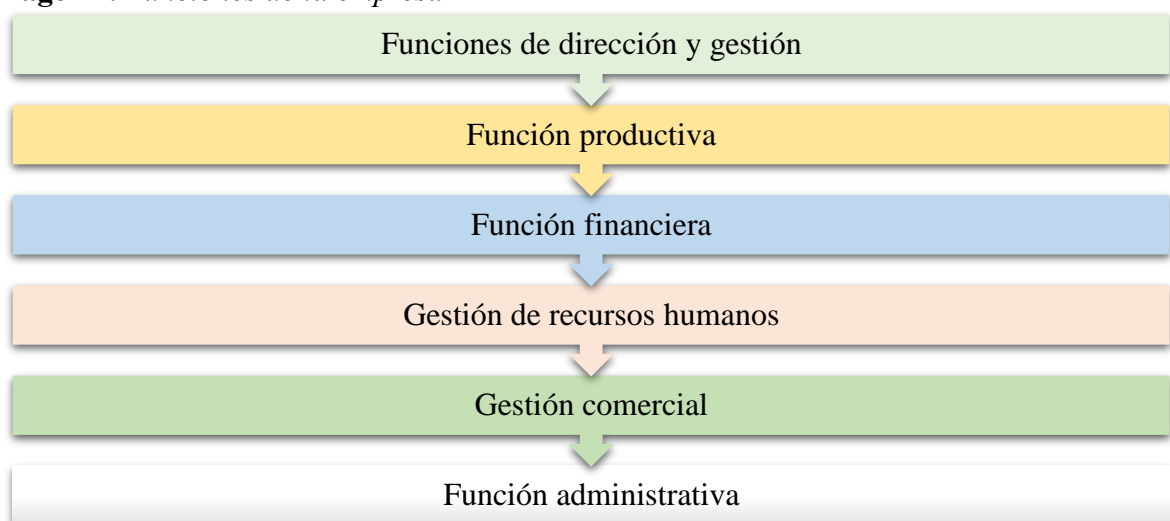 Funciones de dirección y gestión
Función productiva
Función financiera
Gestión de recursos humanos
Gestión comercial
Función administrativa